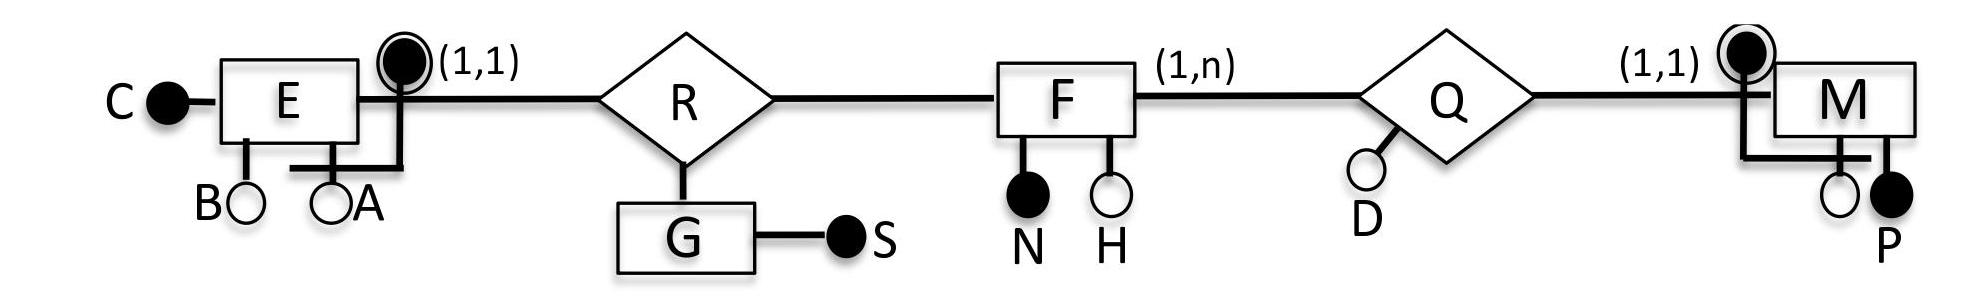 C E (1,1) R F (1,n) Q (1,1) M
B A G S N H D P